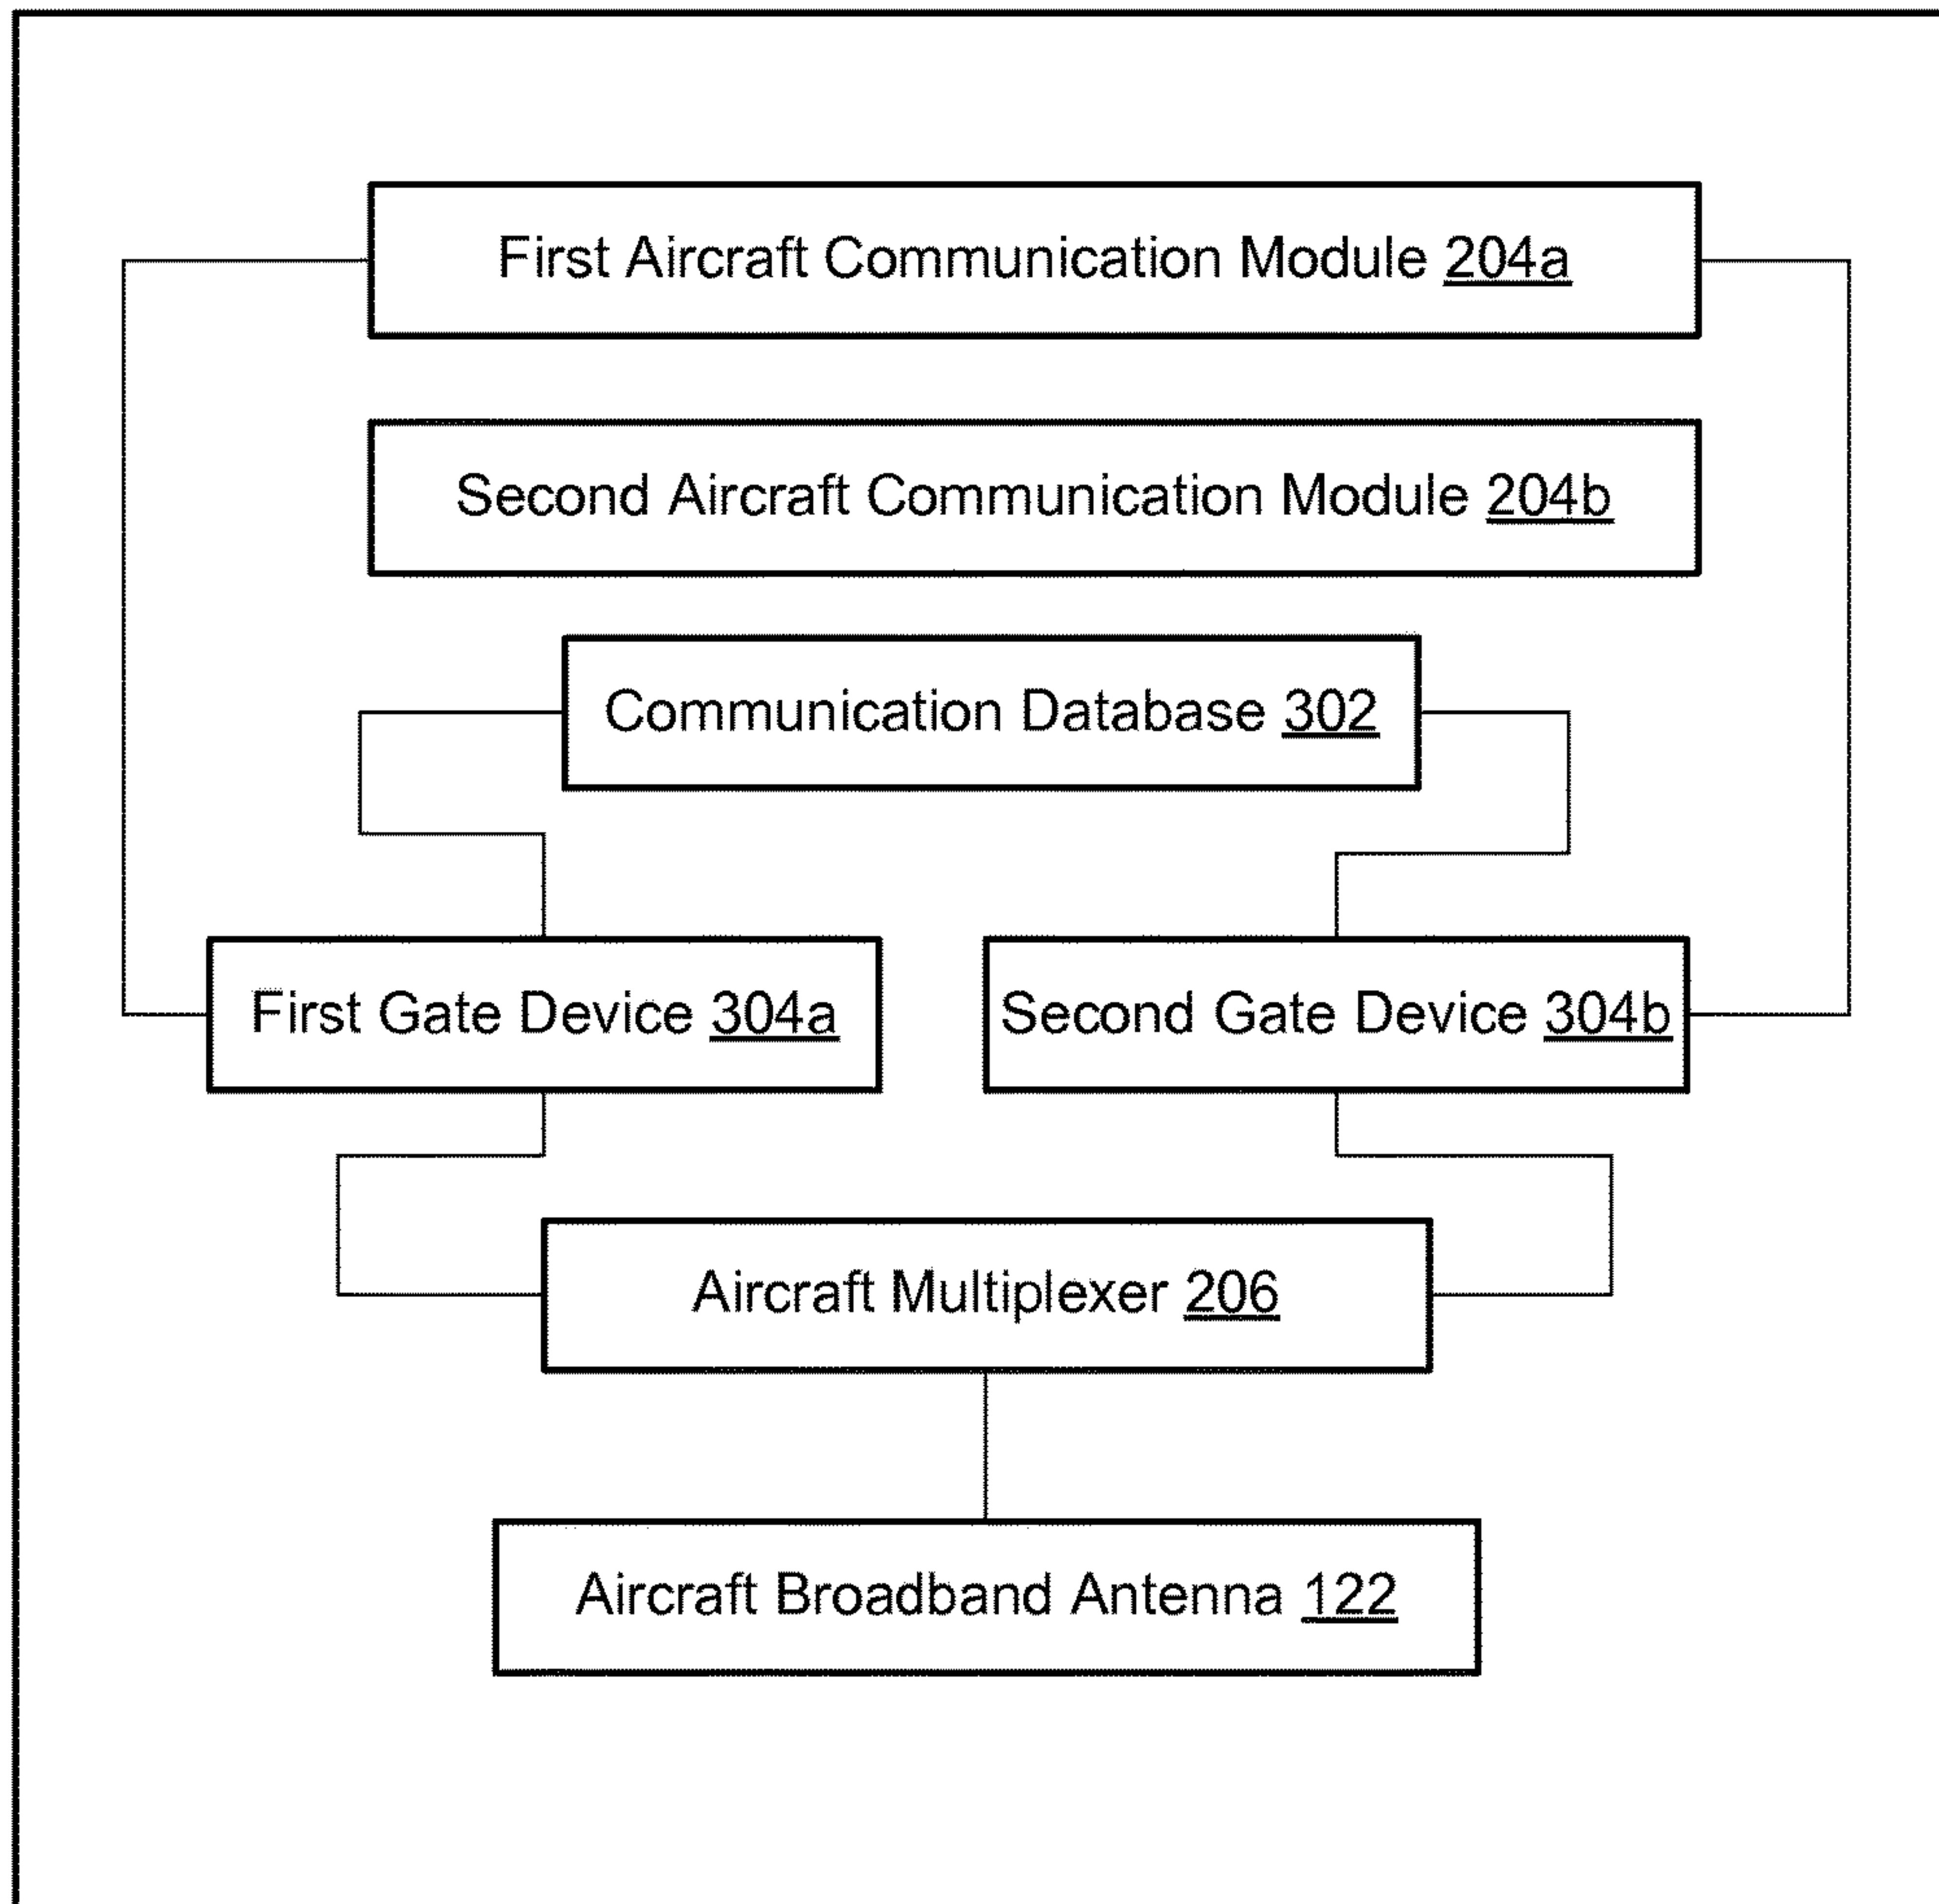 First Aircraft Communication Module 204a
Second Aircraft Communication Module 204b
Communication Database 302
First Gate Device 304a
Second Gate Device 304b
Aircraft Multiplexer 206
Aircraft Broadband Antenna 122